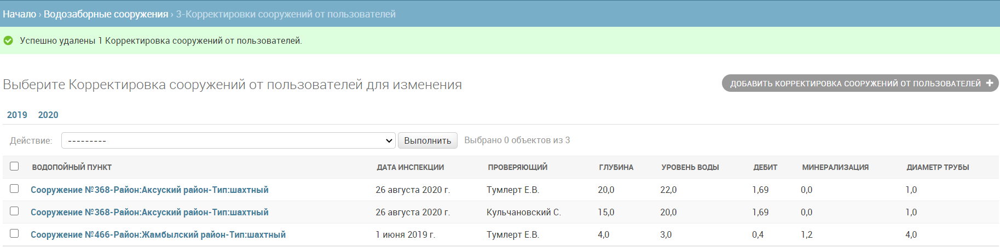 Начало › Водозаборные сооружения › 3-Корректировки сооружений от пользователей
Успешно удалены 1 Корректировка сооружений от пользователей.
Выберите Корректировка сооружений от пользователей для изменения
ДОБАВИТЬ КОРРЕКТИРОВКА СООРУЖЕНИЙ ОТ ПОЛЬЗОВАТЕЛЕЙ +
2019 2020
Действие: --------- Выполнить Выбрано 0 объектов из 3
ВОДОПОЙНЫЙ ПУНКТ ДАТА ИНСПЕКЦИИ ПРОВЕРЯЮЩИЙ ГЛУБИНА УРОВЕНЬ ВОДЫ ДЕБИТ МИНЕРАЛИЗАЦИЯ ДИАМЕТР ТРУБЫ
Сооружение №368-Район:Аксуский район-Тип:шахтный 26 августа 2020 г. Тумлерт Е.В. 20,0 22,0 1,69 0,0 1,0
Сооружение №368-Район:Аксуский район-Тип:шахтный 26 августа 2020 г. Кульчановский С. 15,0 20,0 1,69 0,0 1,0
Сооружение №466-Район:Жамбылский район-Тип:шахтный 1 июня 2019 г. Тумлерт Е.В. 4,0 3,0 0,4 1,2 4,0